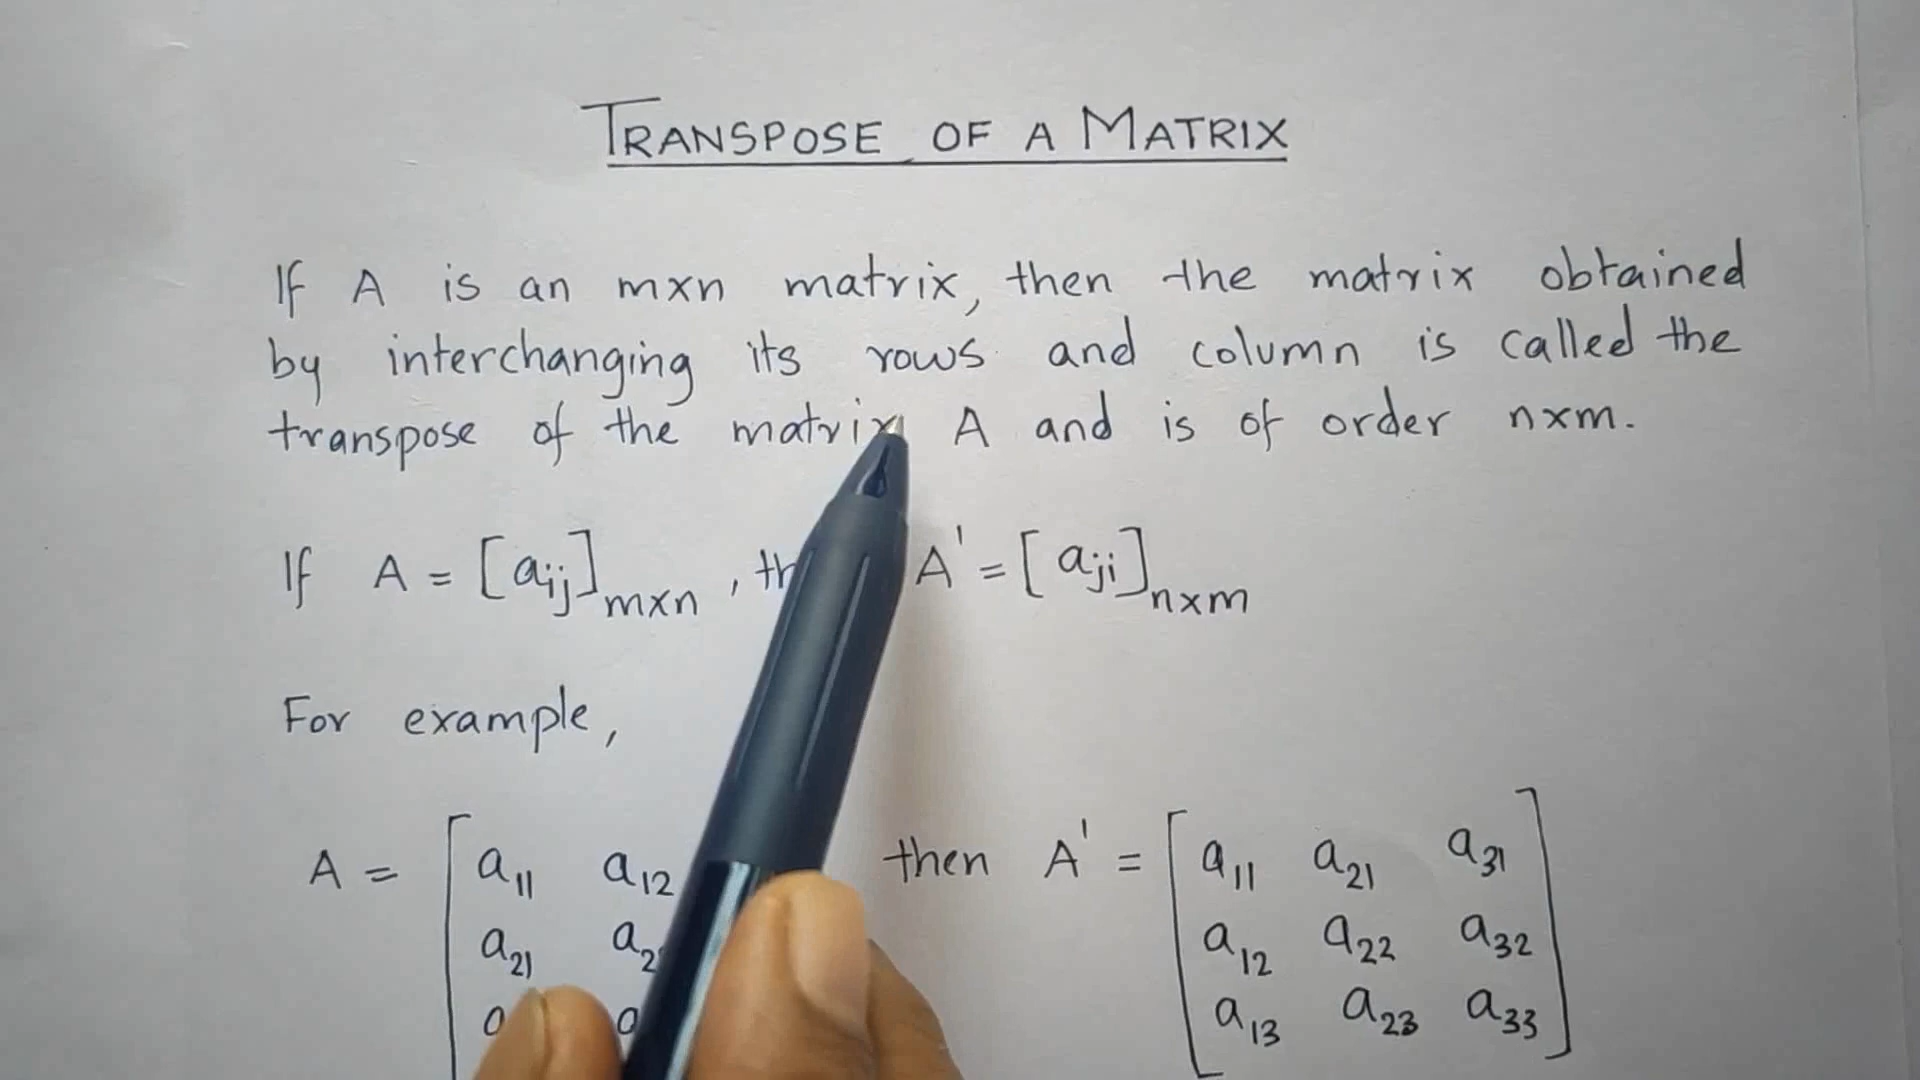 TRANSPOSE OF A MATRIX
If A is an mxn matrix, then the matrix obtained
by interchanging its rows and column is called the
transpose of the matrix A and is of order nxm.
If A = [aij]mxn, A' = [aji]nxm
For example,
A = [a11 a12 then A' = [a11 a21 a31
a21 a12 a22 a32
a13 a23 a33]